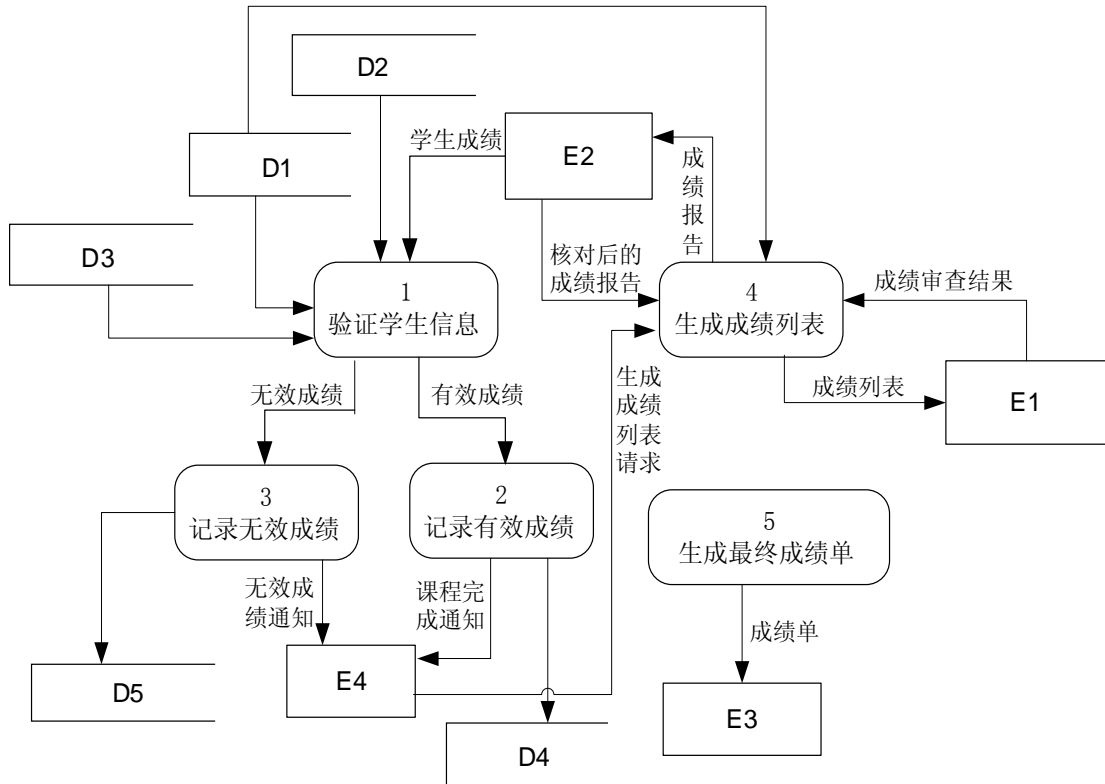 D2
D1
D3
学生成绩
E2
成
绩
报
告
核对后的
成绩报告
1
验证学生信息
4
生成成绩列表
成绩审查结果
无效成绩
有效成绩
生成
成绩
列表
请求
成绩列表
E1
3
记录无效成绩
2
记录有效成绩
5
生成最终成绩单
无效成
绩通知
课程完
成通知
成绩单
D5
E4
E3
D4